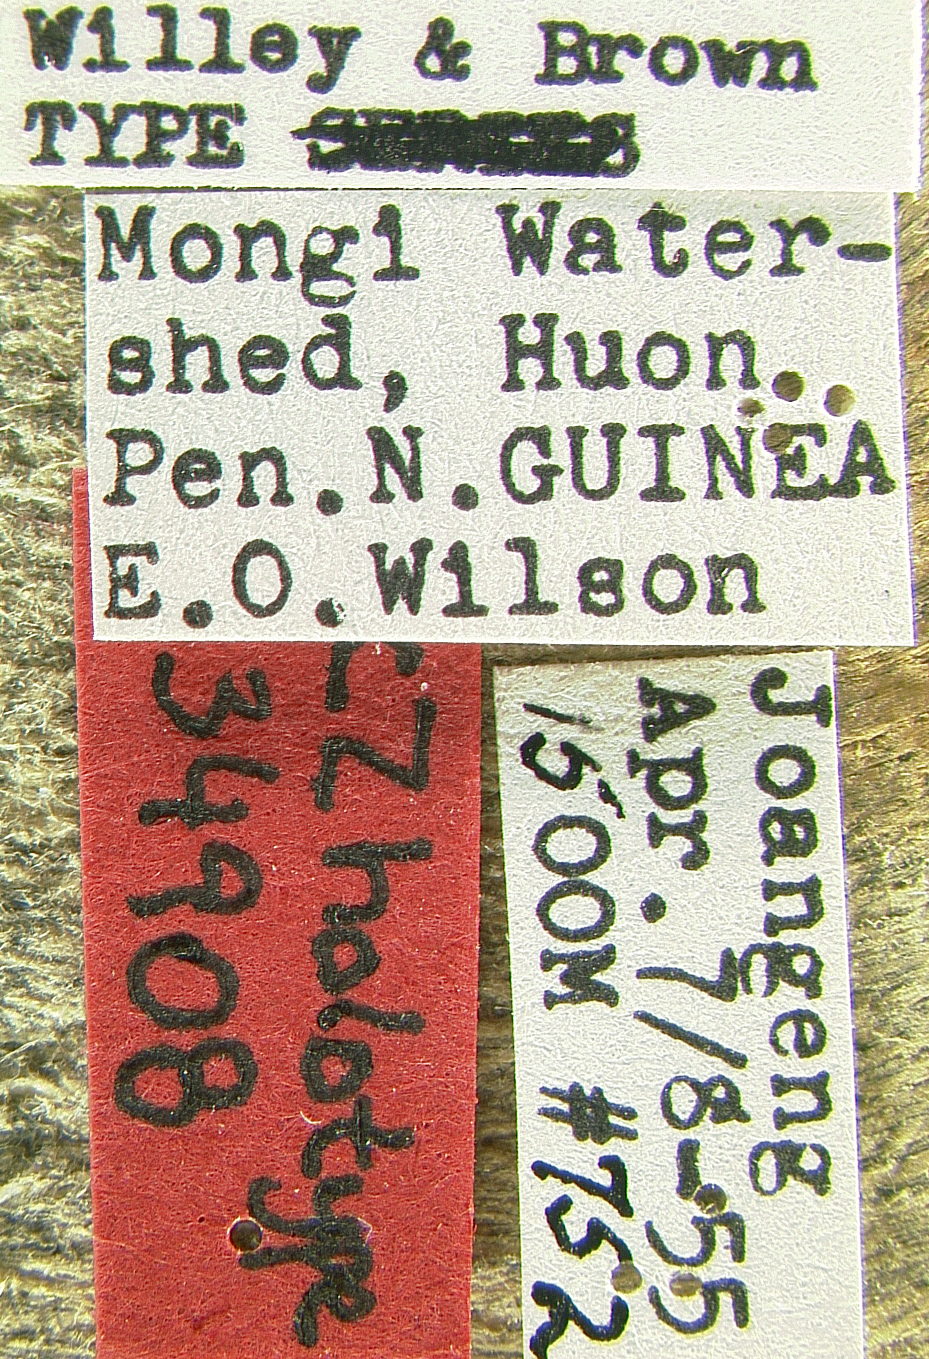 Willey & Brown
TYPE
Mongi Water-
shed, Huon.
Pen.N.GUINEA
E.O.Wilson
CZ holotype
34908
Joangeng
Apr. 7/8-55
1500M #752